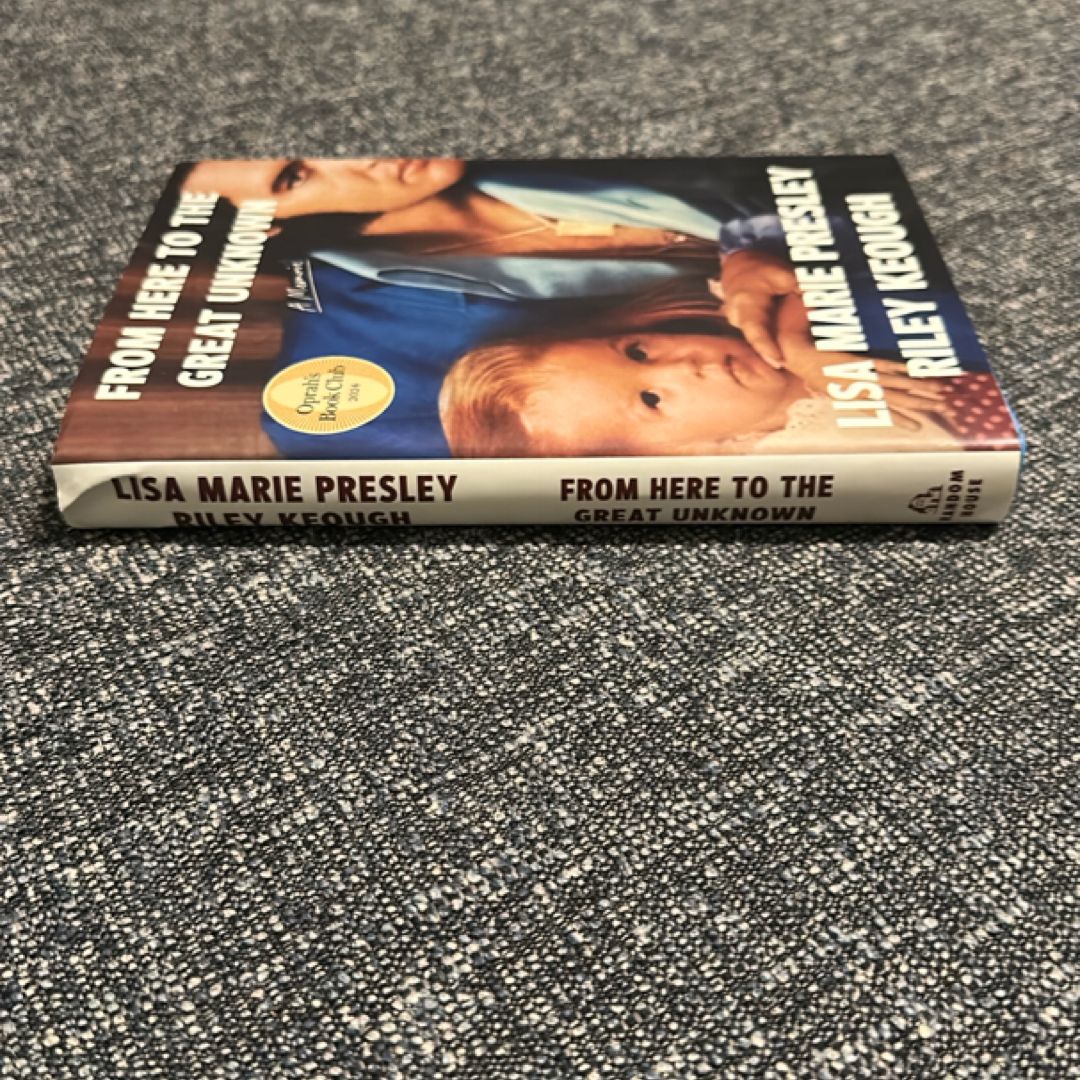 FROM HERE TO THE
GREAT UNKNOWN
A Memoir
Oprah's
Book Club
2024
LISA MARIE PRESLEY
RILEY KEOUGH
LISA MARIE PRESLEY
RILEY KEOUGH
FROM HERE TO THE
GREAT UNKNOWN
RANDOM
HOUSE